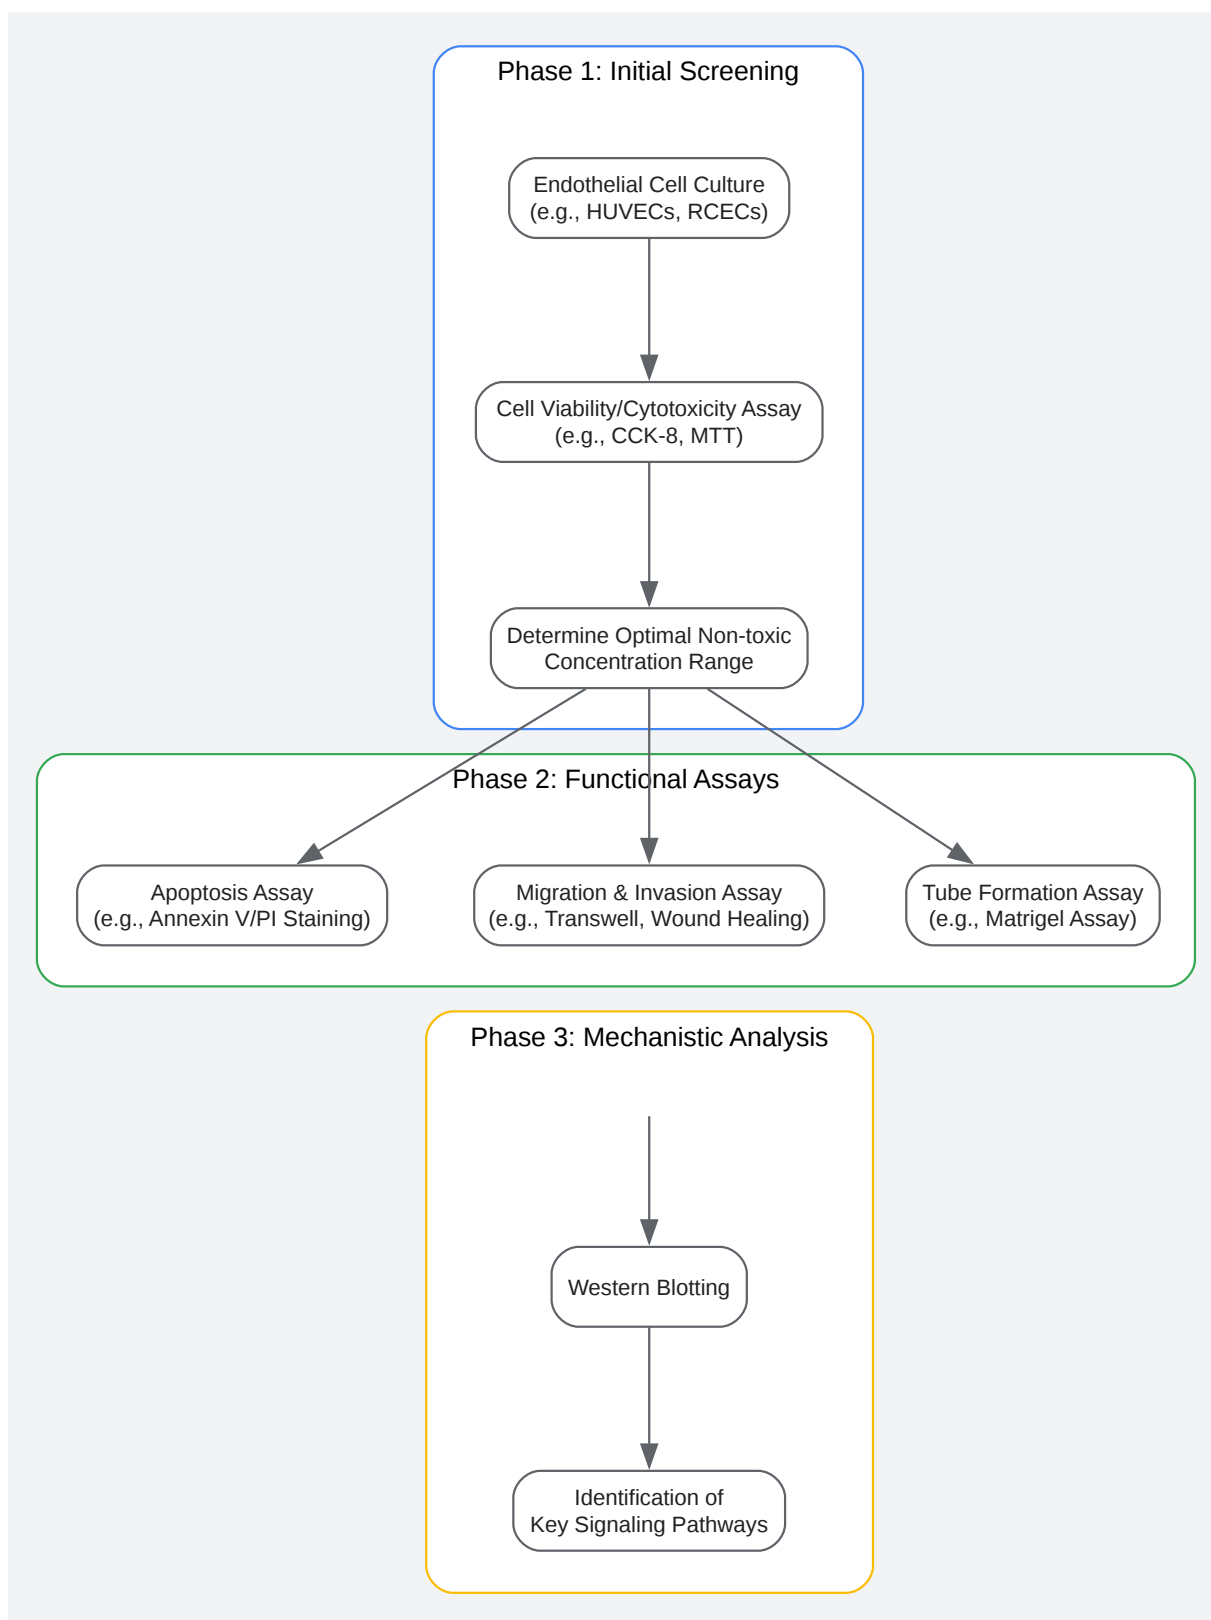 Phase 1: Initial Screening
Endothelial Cell Culture
(e.g., HUVECs, RCECs)
Cell Viability/Cytotoxicity Assay
(e.g., CCK-8, MTT)
Determine Optimal Non-toxic
Concentration Range
Phase 2: Functional Assays
Apoptosis Assay
(e.g., Annexin V/PI Staining)
Migration & Invasion Assay
(e.g., Transwell, Wound Healing)
Tube Formation Assay
(e.g., Matrigel Assay)
Phase 3: Mechanistic Analysis
Western Blotting
Identification of
Key Signaling Pathways